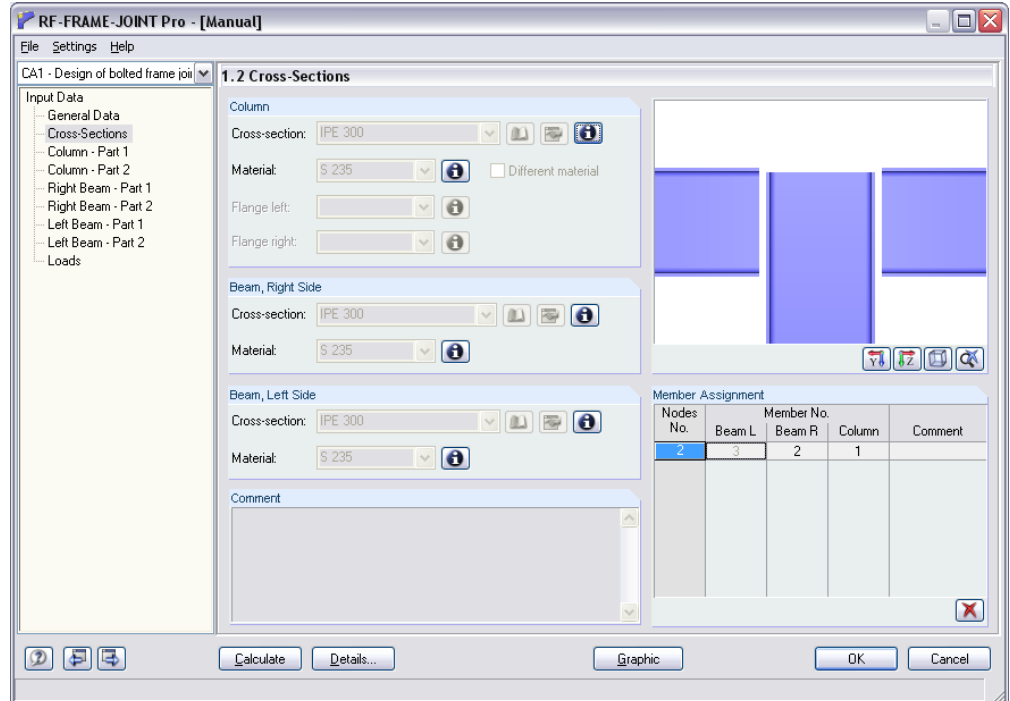 RF-FRAME-JOINT Pro - [Manual]
File Settings Help
CA1 - Design of bolted frame joi
1.2 Cross-Sections
Input Data
General Data
Cross-Sections
Column - Part 1
Column - Part 2
Right Beam - Part 1
Right Beam - Part 2
Left Beam - Part 1
Left Beam - Part 2
Loads
Column
Cross-section: IPE 300
Material: S 235 Different material
Flange left:
Flange right:
Beam, Right Side
Cross-section: IPE 300
Material: S 235
Beam, Left Side
Cross-section: IPE 300
Material: S 235
Comment
Y Z X
Member Assignment
Nodes Member No.
No. Beam L Beam R Column Comment
2 3 2 1
Calculate Details... Graphic OK Cancel